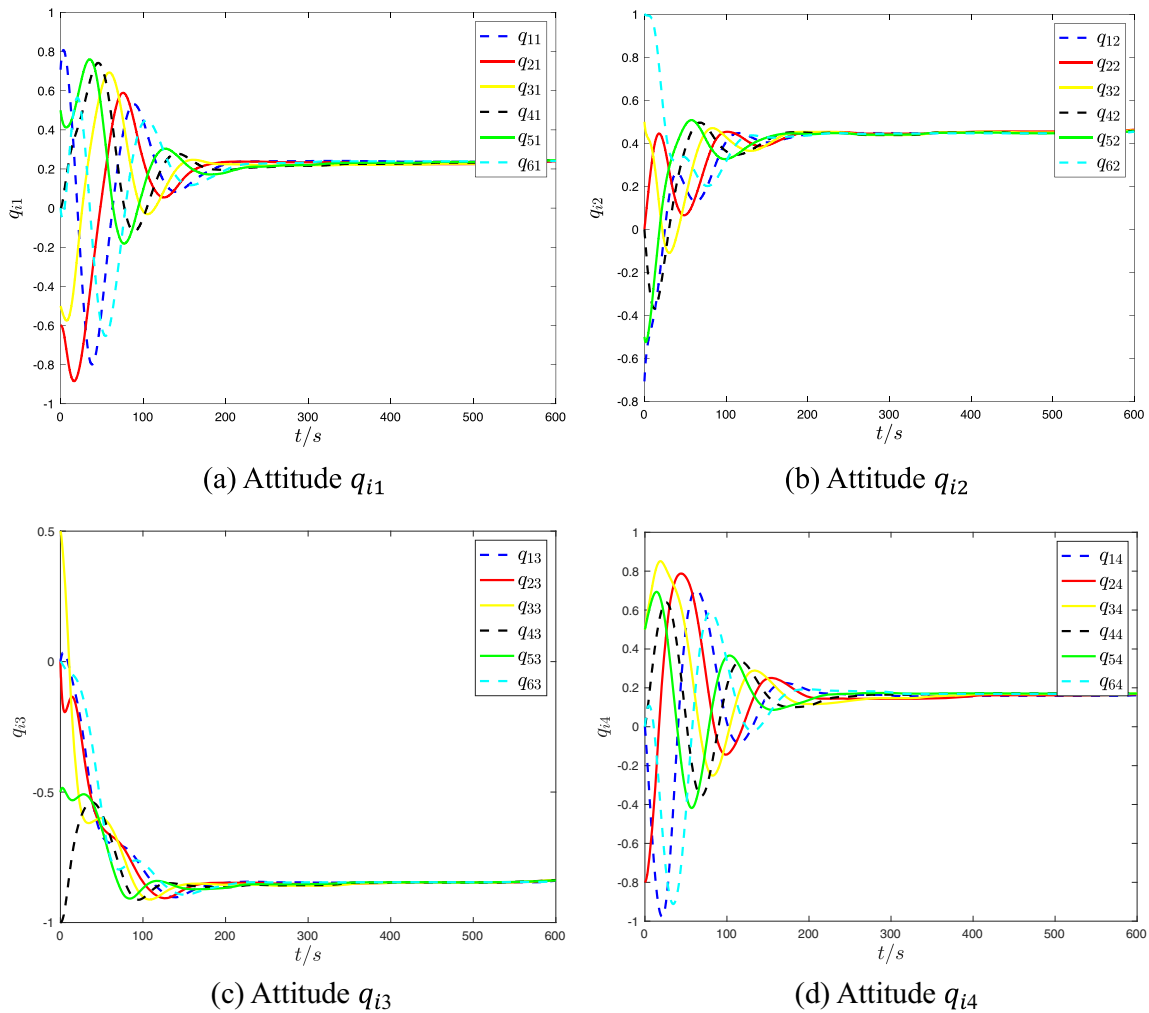 1
0.8
0.6
0.4
0.2
0
-0.2
-0.4
-0.6
-0.8
-1
q_{i1}
0 100 200 300 400 500 600
t/s
q_{11}
q_{21}
q_{31}
q_{41}
q_{51}
q_{61}
(a) Attitude q_{i1}
1
0.8
0.6
0.4
0.2
0
-0.2
-0.4
-0.6
-0.8
q_{i2}
0 100 200 300 400 500 600
t/s
q_{12}
q_{22}
q_{32}
q_{42}
q_{52}
q_{62}
(b) Attitude q_{i2}
0.5
0
-0.5
-1
q_{i3}
0 100 200 300 400 500 600
t/s
q_{13}
q_{23}
q_{33}
q_{43}
q_{53}
q_{63}
(c) Attitude q_{i3}
1
0.8
0.6
0.4
0.2
0
-0.2
-0.4
-0.6
-0.8
-1
q_{i4}
0 100 200 300 400 500 600
t/s
q_{14}
q_{24}
q_{34}
q_{44}
q_{54}
q_{64}
(d) Attitude q_{i4}